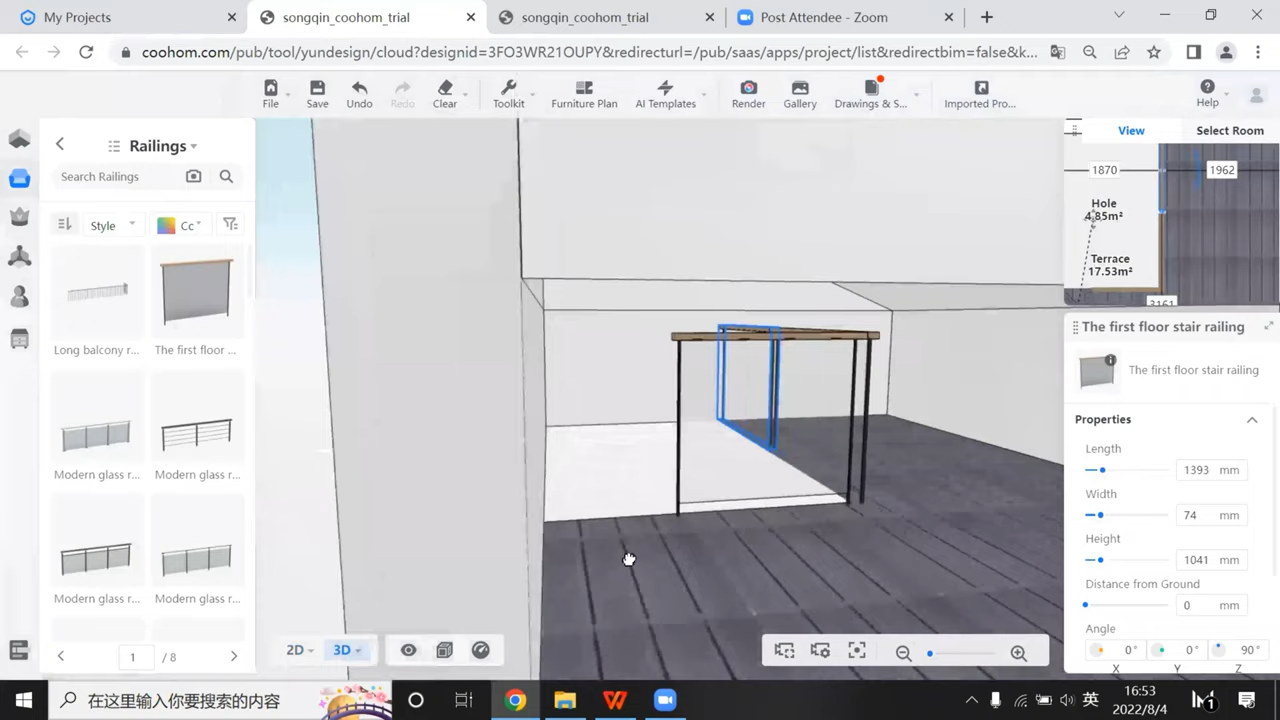 My Projects
songqin_coohom_trial
songqin_coohom_trial
Post Attendee - Zoom
coohom.com/pub/tool/yundesign/cloud?designid=3FO3WR21OUPY&redirecturl=/pub/saas/apps/project/list&redirectbim=false&k...
File
Save
Undo
Redo
Clear
Toolkit
Furniture Plan
AI Templates
Render
Gallery
Drawings & S...
Imported Pro...
Help
Railings
Search Railings
Style
Cc
Long balcony r...
The first floor ...
Modern glass r...
Modern glass r...
Modern glass r...
Modern glass r...
1 / 8
2D
3D
View
Select Room
1870
1962
Hole
4.85m²
Terrace
17.53m²
3161
The first floor stair railing
The first floor stair railing
Properties
Length
1393 mm
Width
74 mm
Height
1041 mm
Distance from Ground
0 mm
Angle
0° 0° 90°
X Y Z
在这里输入你要搜索的内容
英
16:53
2022/8/4
1